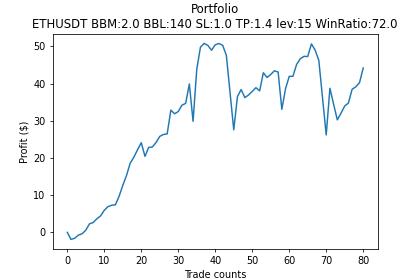 Portfolio
ETHUSDT BBM:2.0 BBL:140 SL:1.0 TP:1.4 lev:15 WinRatio:72.0
50
40
30
20
10
0
Profit ($)
0 10 20 30 40 50 60 70 80
Trade counts